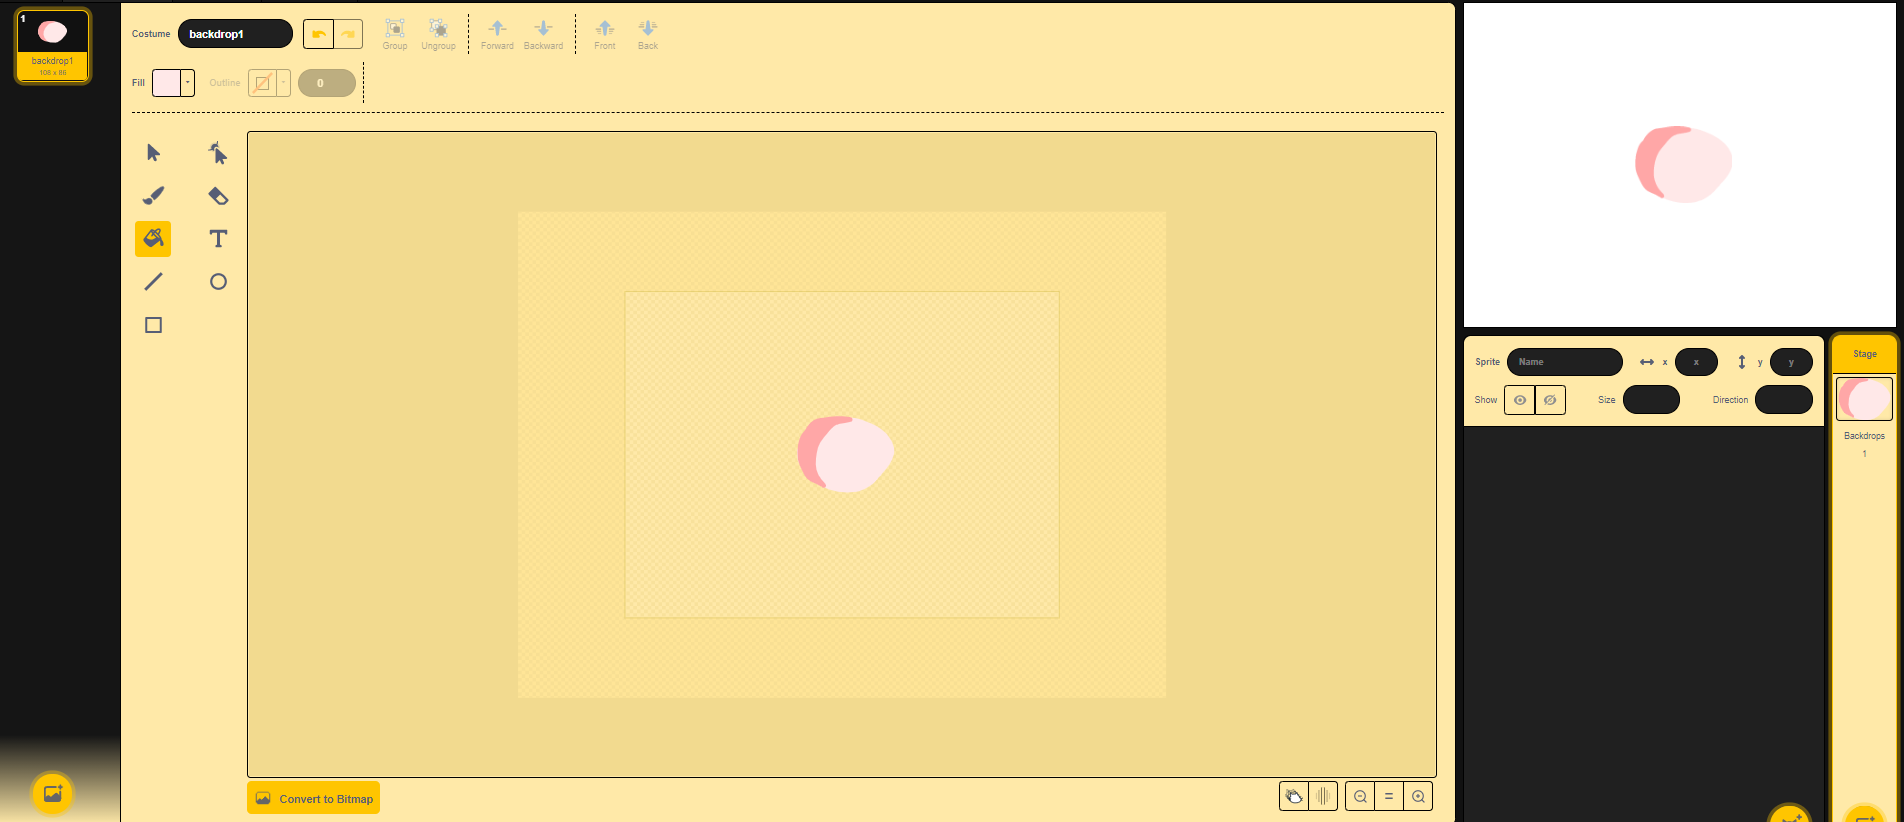 1
backdrop1
108 x 86
Costume
backdrop1
Group
Ungroup
Forward
Backward
Front
Back
Fill
Outline
0
T
Convert to Bitmap
=
Sprite
Name
x
x
y
y
Show
Size
Direction
Stage
Backdrops
1